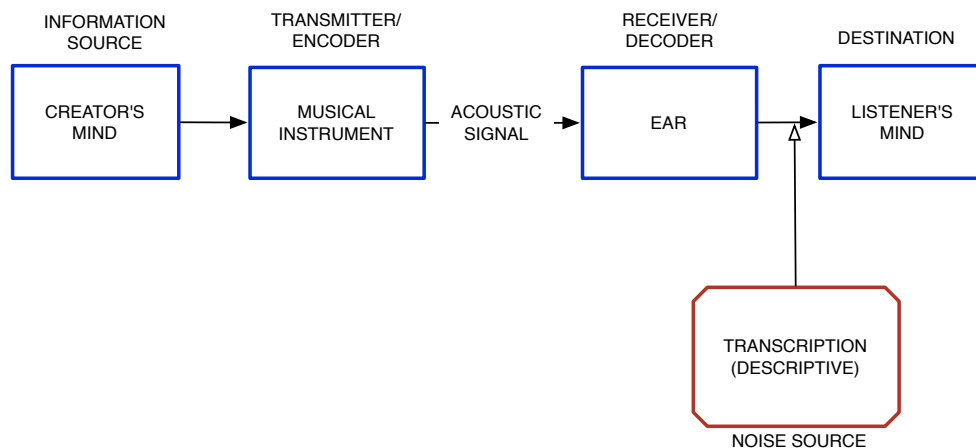 INFORMATION
SOURCE
TRANSMITTER/
ENCODER
RECEIVER/
DECODER
DESTINATION
CREATOR'S
MIND
MUSICAL
INSTRUMENT
ACOUSTIC
SIGNAL
EAR
LISTENER'S
MIND
TRANSCRIPTION
(DESCRIPTIVE)
NOISE SOURCE